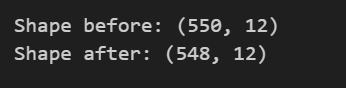 Shape before: (550, 12)
Shape after: (548, 12)